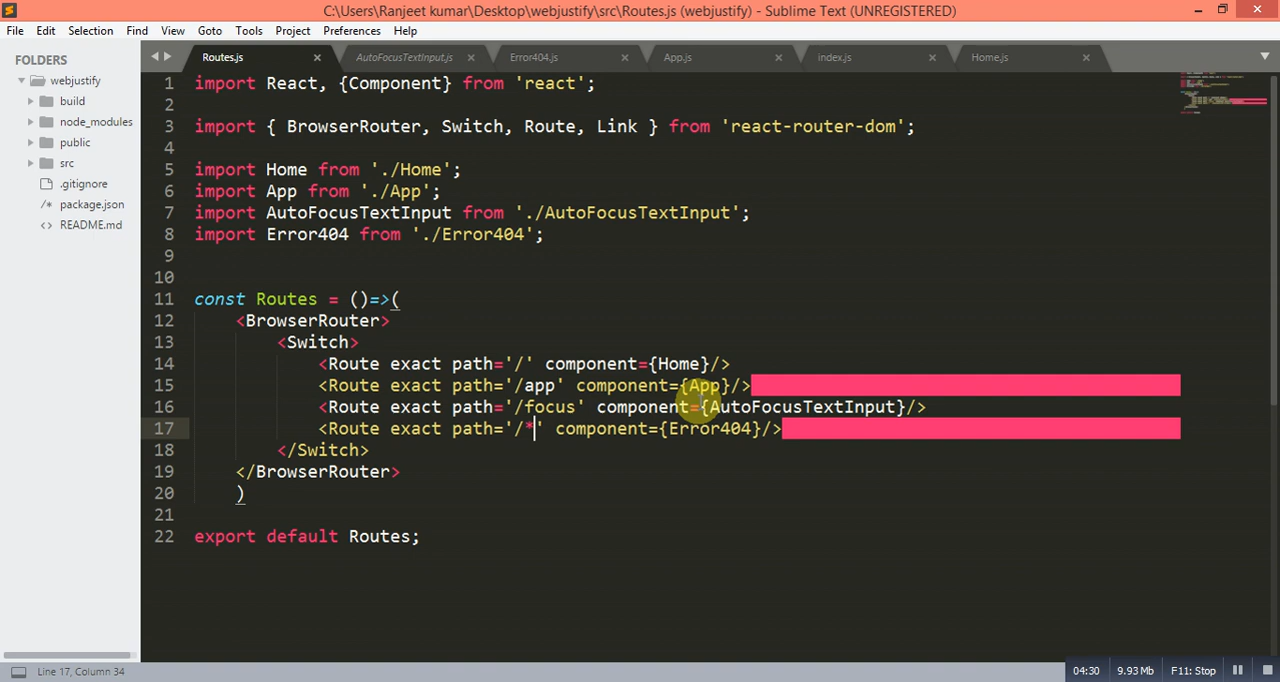 C:\Users\Ranjeet kumar\Desktop\webjustify\src\Routes.js (webjustify) - Sublime Text (UNREGISTERED)
File Edit Selection Find View Goto Tools Project Preferences Help
FOLDERS
webjustify
build
node_modules
public
src
.gitignore
/* package.json
<> README.md
Routes.js × AutoFocusTextInput.js × Error404.js × App.js × index.js × Home.js ×
1 import React, {Component} from 'react';
2
3 import { BrowserRouter, Switch, Route, Link } from 'react-router-dom';
4
5 import Home from './Home';
6 import App from './App';
7 import AutoFocusTextInput from './AutoFocusTextInput';
8 import Error404 from './Error404';
9
10
11 const Routes = ()=>(
12 <BrowserRouter>
13 <Switch>
14 <Route exact path='/' component={Home}/>
15 <Route exact path='/app' component={App}/>
16 <Route exact path='/focus' component={AutoFocusTextInput}/>
17 <Route exact path='/*' component={Error404}/>
18 </Switch>
19 </BrowserRouter>
20 )
21
22 export default Routes;
Line 17, Column 34
04:30 9.93 Mb F11: Stop